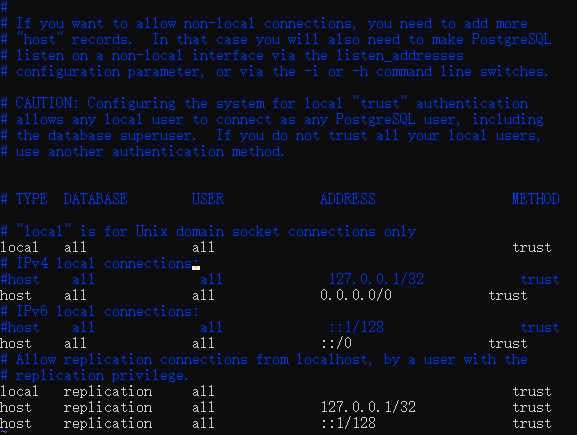 #
# If you want to allow non-local connections, you need to add more
# "host" records.  In that case you will also need to make PostgreSQL
# listen on a non-local interface via the listen_addresses
# configuration parameter, or via the -i or -h command line switches.
# CAUTION: Configuring the system for local "trust" authentication
# allows any local user to connect as any PostgreSQL user, including
# the database superuser.  If you do not trust all your local users,
# use another authentication method.
# TYPE  DATABASE        USER            ADDRESS                 METHOD
# "local" is for Unix domain socket connections only
local   all             all                                     trust
# IPv4 local connections:
#host    all             all             127.0.0.1/32            trust
host    all             all             0.0.0.0/0            trust
# IPv6 local connections:
#host    all             all             ::1/128                 trust
host    all             all             ::/0                 trust
# Allow replication connections from localhost, by a user with the
# replication privilege.
local   replication     all                                     trust
host    replication     all             127.0.0.1/32            trust
host    replication     all             ::1/128                 trust
~